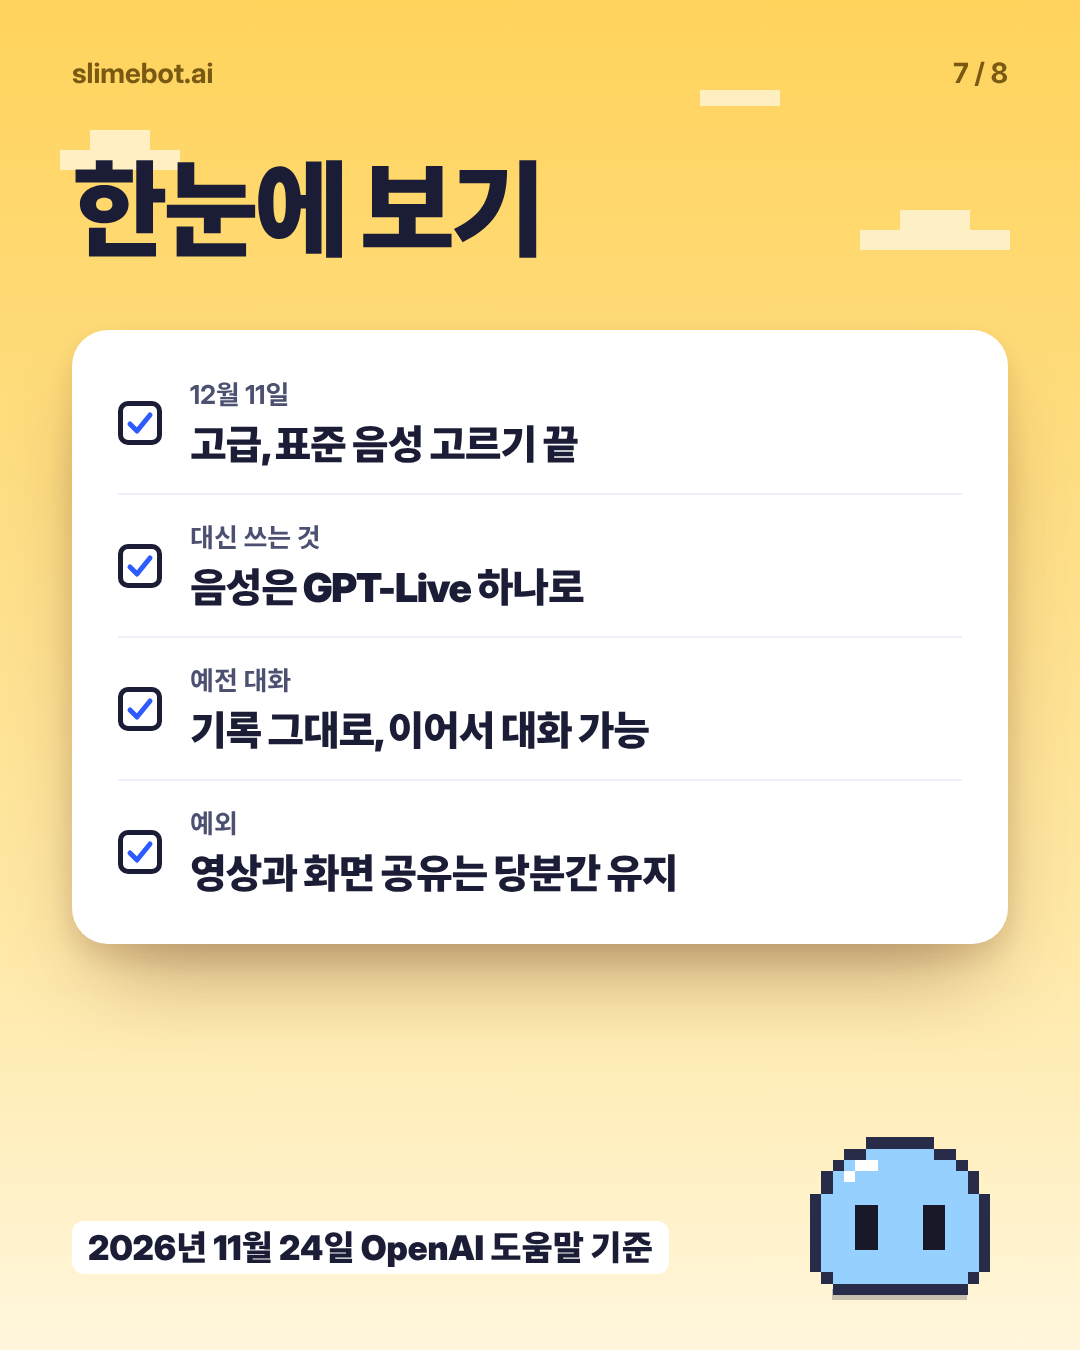 slimebot.ai
7 / 8
한눈에 보기
12월 11일
고급, 표준 음성 고르기 끝
대신 쓰는 것
음성은 GPT-Live 하나로
예전 대화
기록 그대로, 이어서 대화 가능
예외
영상과 화면 공유는 당분간 유지
2026년 11월 24일 OpenAI 도움말 기준